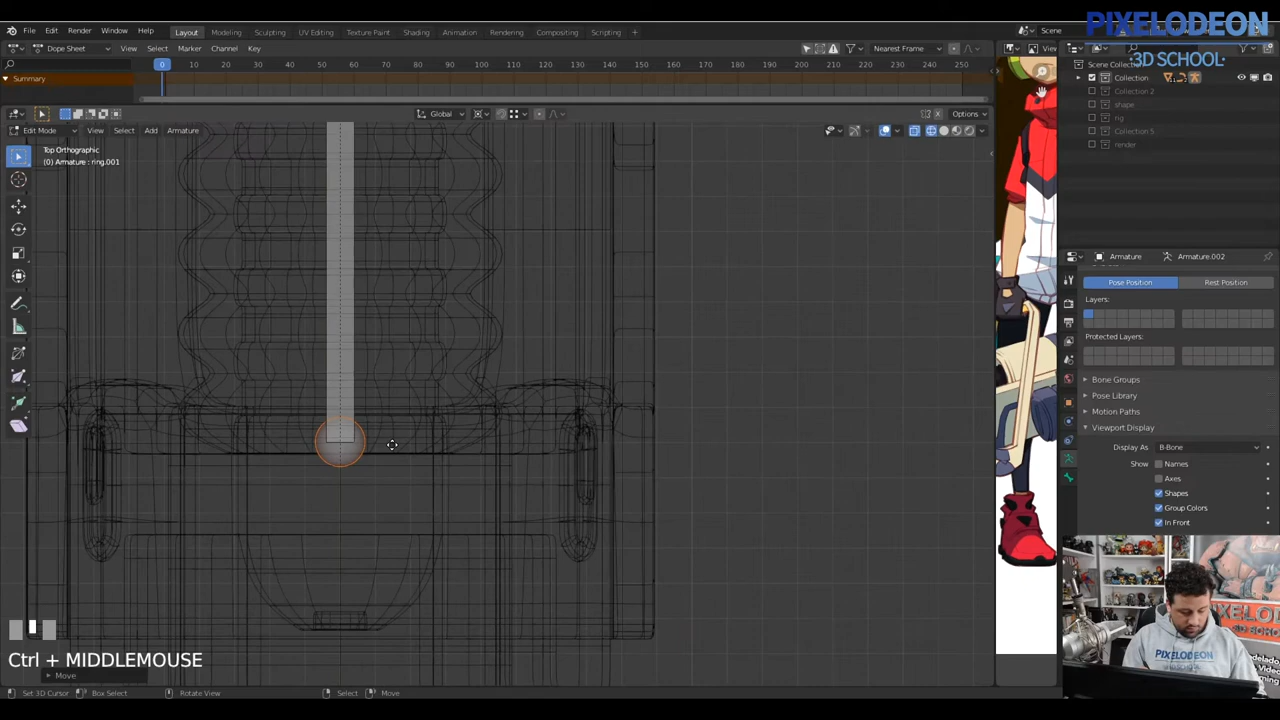 PIXELODEON
·3D SCHOOL·
File Edit Render Window Help Layout Modeling Sculpting UV Editing Texture Paint Shading Animation Rendering Compositing Scripting Scene
Dope Sheet View Select Marker Channel Key Nearest Frame View
0 10 20 30 40 50 60 70 80 90 100 110 120 130 140 150 160 170 180 190 200 210 220 230 240 250
Summary
Scene Collection
Collection
Collection 2
shape
rig
Collection 5
render
Global Options
Edit Mode View Select Add Armature
Top Orthographic
(0) Armature : ring.001
Armature Armature.002
Pose Position Rest Position
Layers:
Protected Layers:
Bone Groups
Pose Library
Motion Paths
Viewport Display
Display As B-Bone
Show Names
Axes
Shapes
Group Colors
In Front
Ctrl + MIDDLEMOUSE
Move
Set 3D Cursor Box Select Rotate View Select Move
PIXELODEON
3D SCHOOL